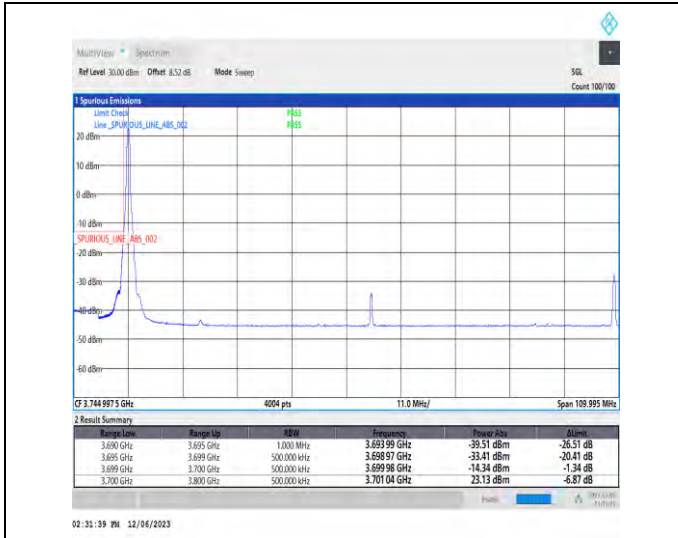 MultiView Spectrum
Ref Level 30.00 dBm Offset 8.52 dB Mode Sweep SGL
Count 100/100
1 Spurious Emissions
Limit Check PASS
Line _SPURIOUS_LINE_ABS_002 PASS
20 dBm
10 dBm
0 dBm
-10 dBm
_SPURIOUS_LINE_ABS_002
-20 dBm
-30 dBm
-40 dBm
-50 dBm
-60 dBm
CF 3.744 997 5 GHz 4004 pts 11.0 MHz/ Span 109.995 MHz
2 Result Summary
Range Low Range Up RBW Frequency Power Abs ΔLimit
3.690 GHz 3.695 GHz 1.000 MHz 3.693 99 GHz -39.51 dBm -26.51 dB
3.695 GHz 3.699 GHz 500.000 kHz 3.698 97 GHz -33.41 dBm -20.41 dB
3.699 GHz 3.700 GHz 500.000 kHz 3.699 98 GHz -14.34 dBm -1.34 dB
3.700 GHz 3.800 GHz 500.000 kHz 3.701 04 GHz 23.13 dBm -6.87 dB
02:31:39 PM 12/06/2023